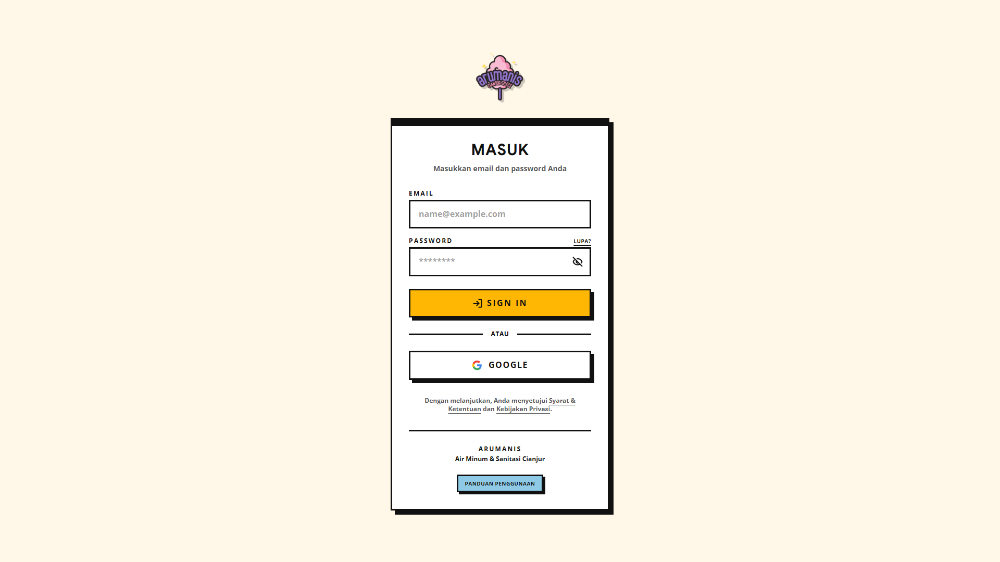 arumanis
CIANJUR SPACE
MASUK
Masukkan email dan password Anda
EMAIL
name@example.com
PASSWORD
LUPA?
********
SIGN IN
ATAU
GOOGLE
Dengan melanjutkan, Anda menyetujui Syarat &
Ketentuan dan Kebijakan Privasi.
ARUMANIS
Air Minum & Sanitasi Cianjur
PANDUAN PENGGUNAAN